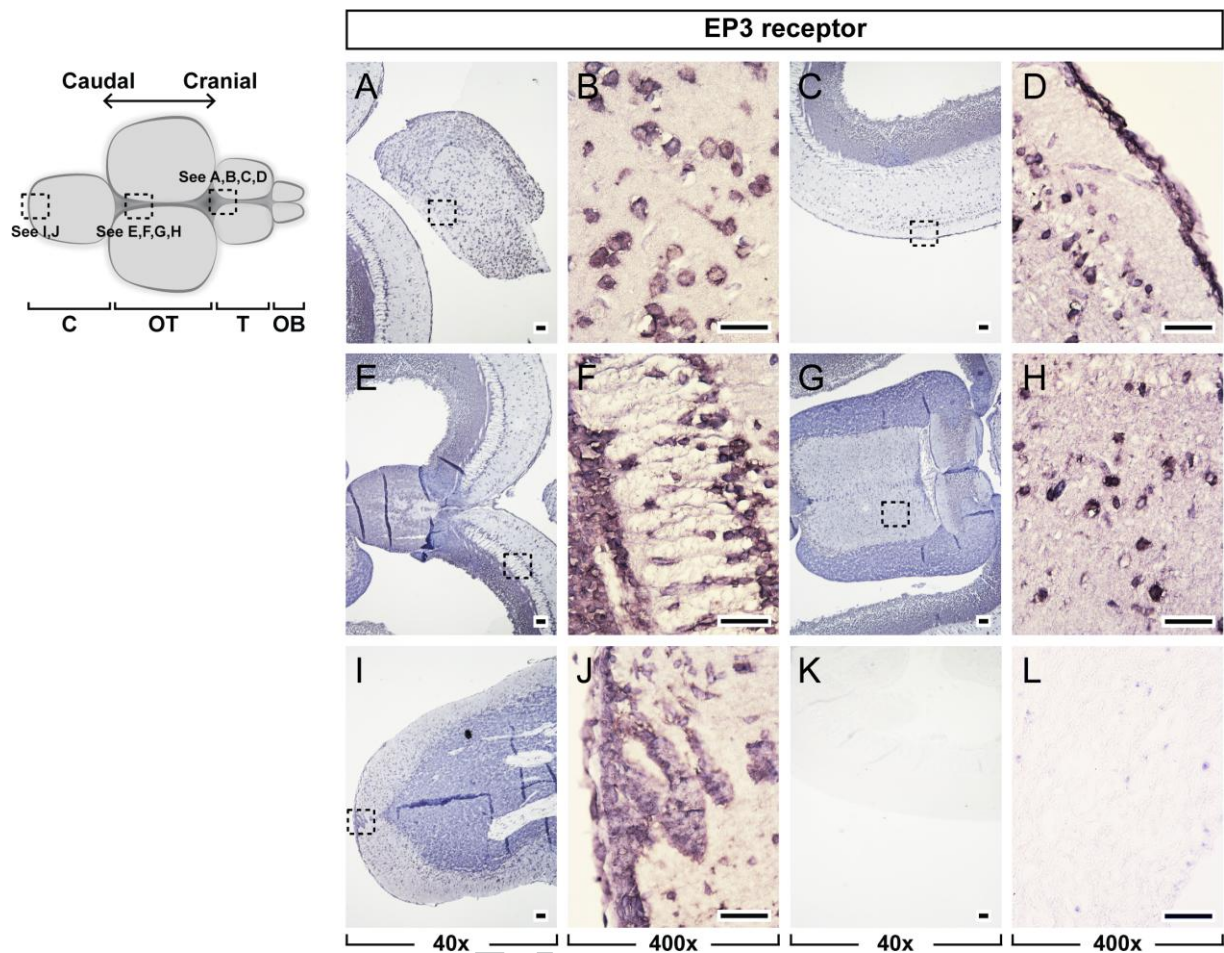 EP3 receptor
Caudal Cranial
See A,B,C,D
See I,J
See E,F,G,H
C OT T OB
A B C D
E F G H
I J K L
40x 400x 40x 400x